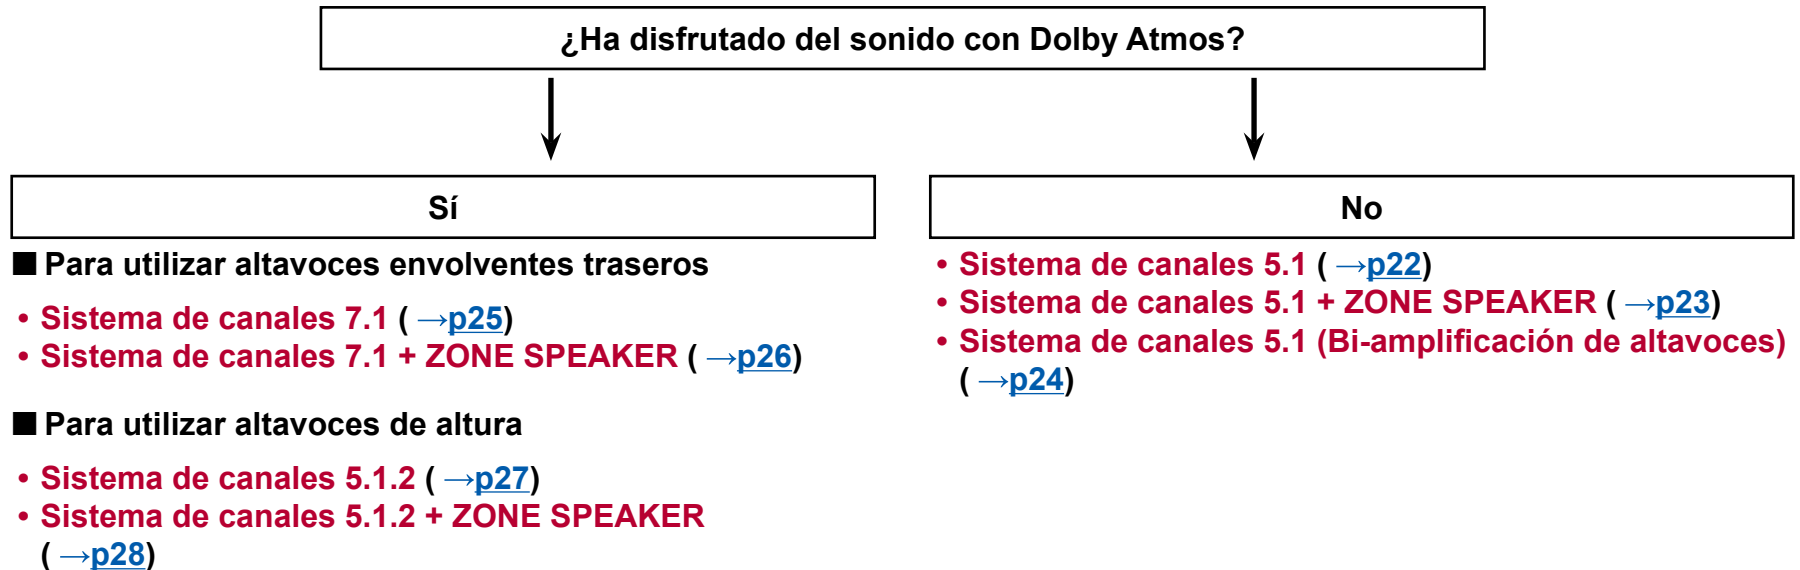 ¿Ha disfrutado del sonido con Dolby Atmos?
Sí
■ Para utilizar altavoces envolventes traseros
• Sistema de canales 7.1 ( →p25)
• Sistema de canales 7.1 + ZONE SPEAKER ( →p26)
■ Para utilizar altavoces de altura
• Sistema de canales 5.1.2 ( →p27)
• Sistema de canales 5.1.2 + ZONE SPEAKER
( →p28)
No
• Sistema de canales 5.1 ( →p22)
• Sistema de canales 5.1 + ZONE SPEAKER ( →p23)
• Sistema de canales 5.1 (Bi-amplificación de altavoces)
( →p24)